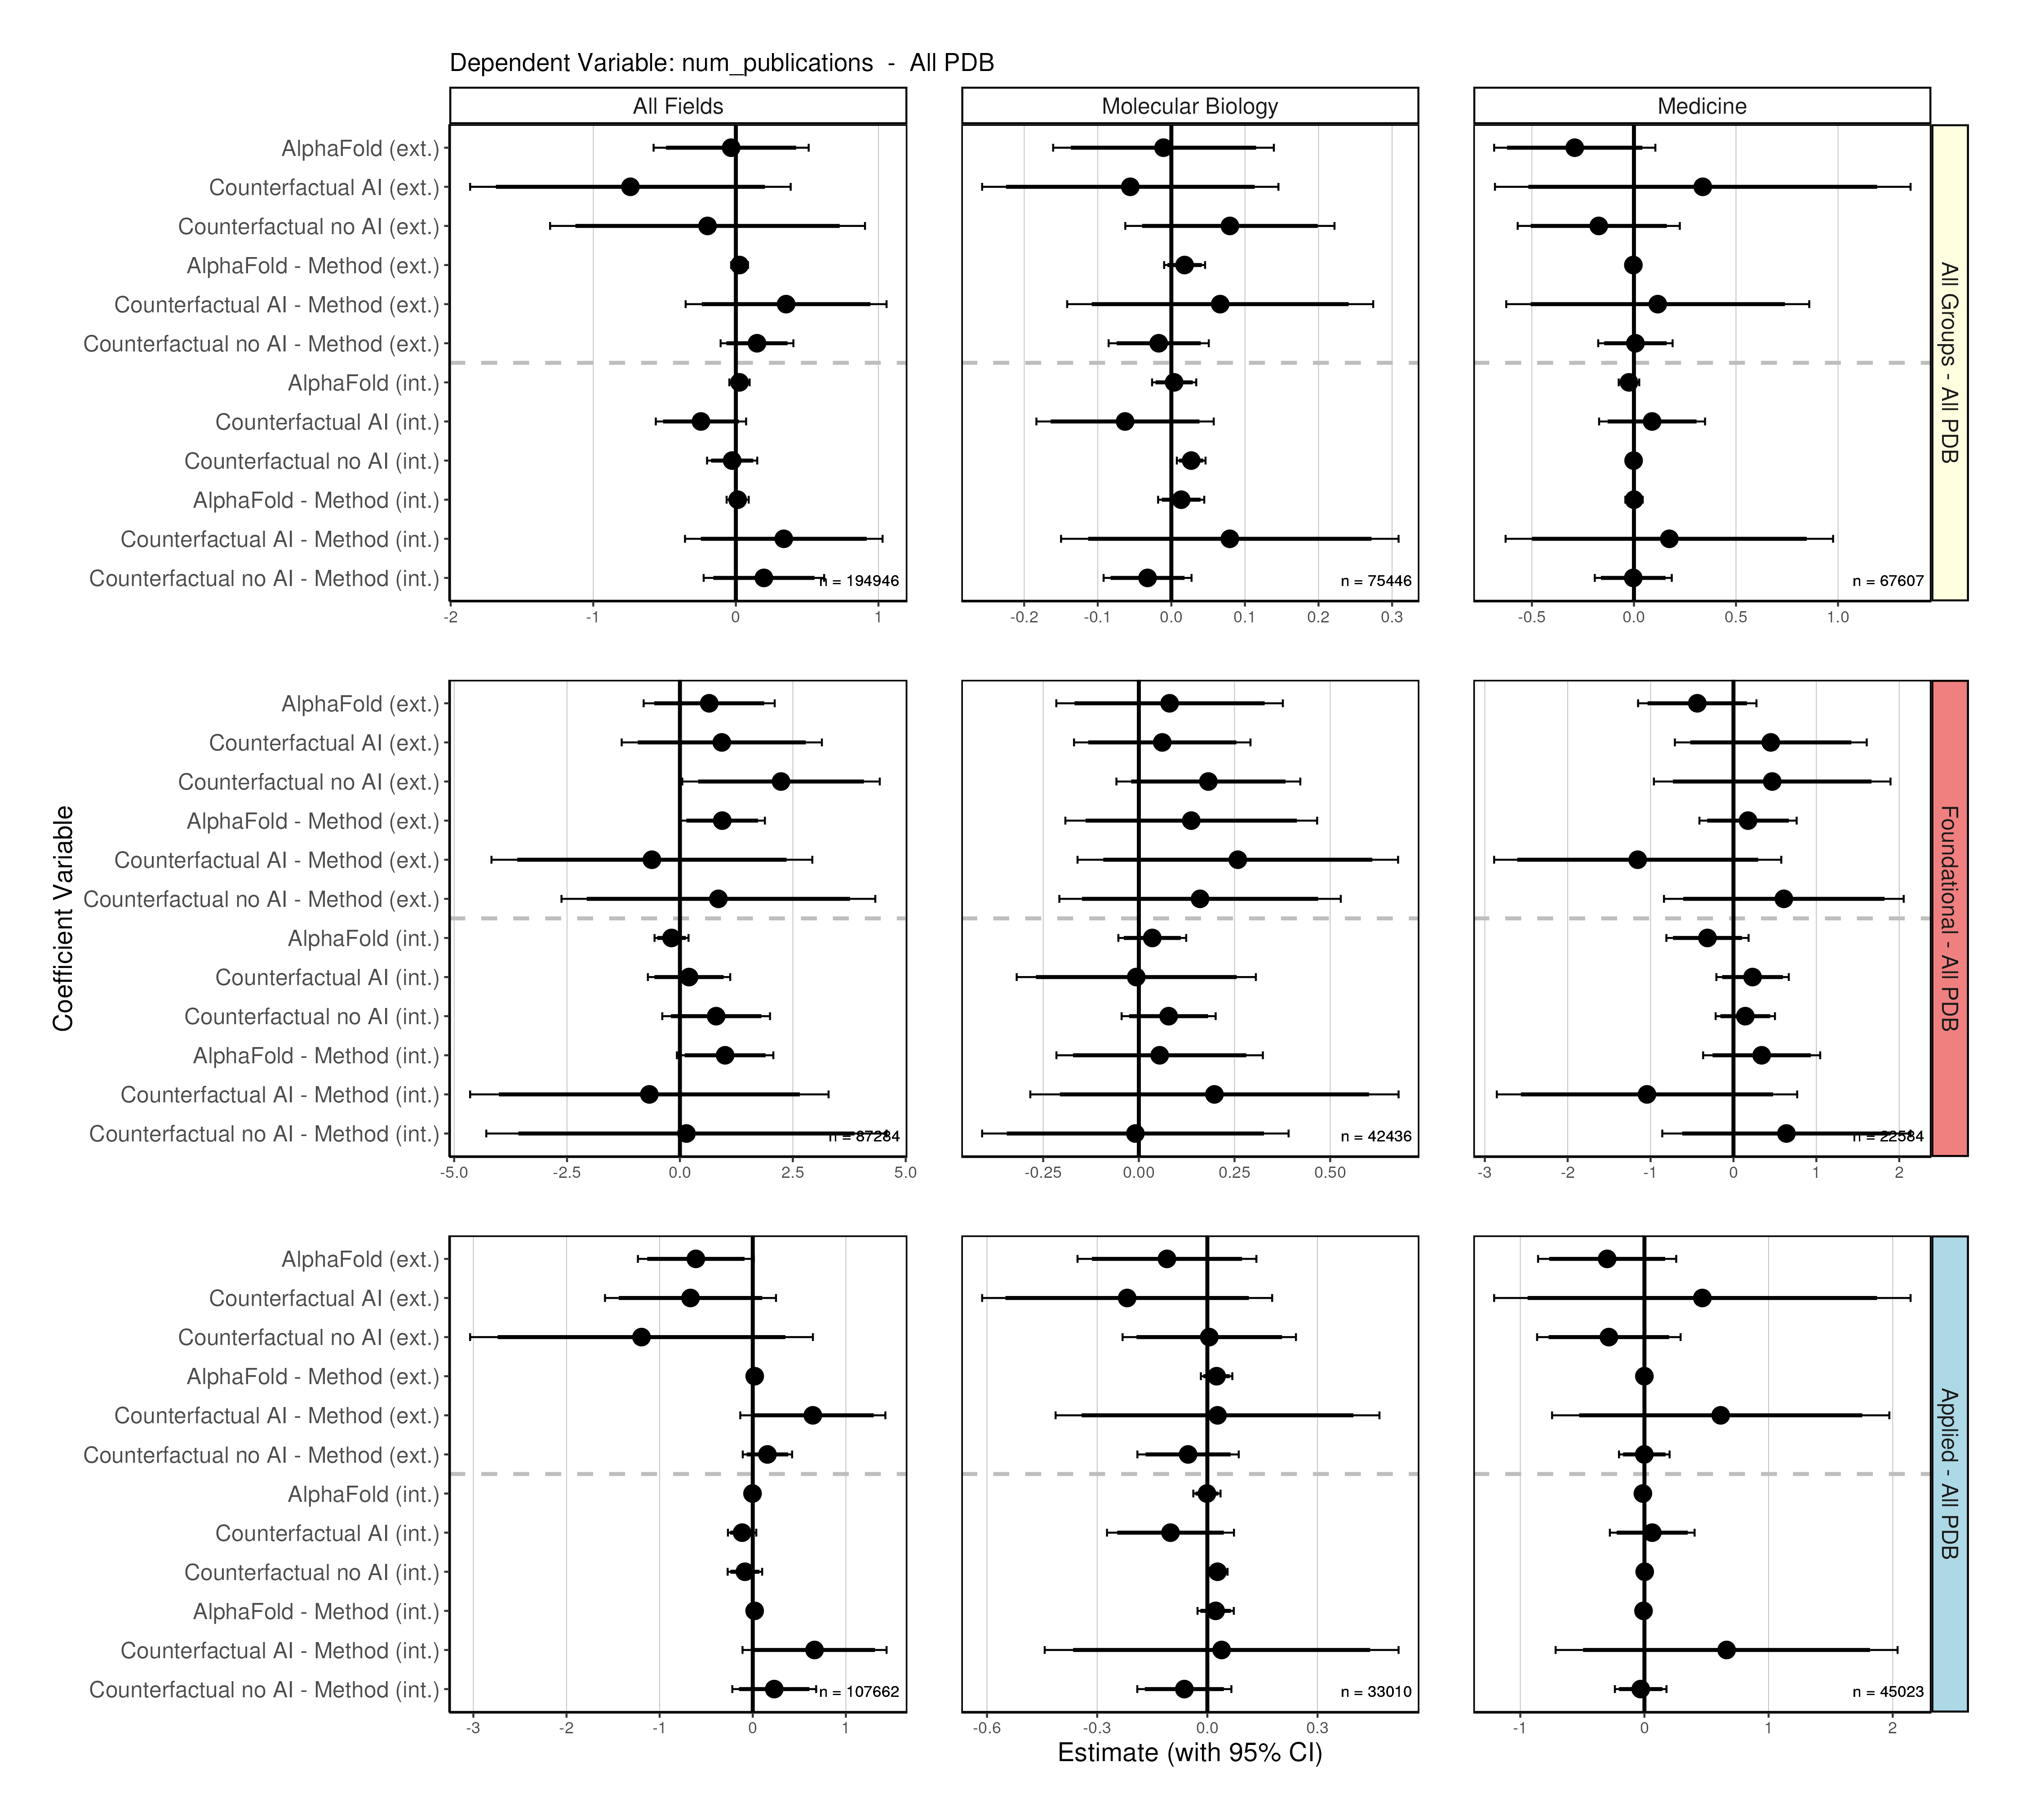 Dependent Variable: num_publications - All PDB
All Fields
Molecular Biology
Medicine
AlphaFold (ext.)
Counterfactual AI (ext.)
Counterfactual no AI (ext.)
AlphaFold - Method (ext.)
Counterfactual AI - Method (ext.)
Counterfactual no AI - Method (ext.)
AlphaFold (int.)
Counterfactual AI (int.)
Counterfactual no AI (int.)
AlphaFold - Method (int.)
Counterfactual AI - Method (int.)
Counterfactual no AI - Method (int.)
n = 194946
n = 75446
n = 67607
All Groups - All PDB
-2 -1 0 1
-0.2 -0.1 0.0 0.1 0.2 0.3
-0.5 0.0 0.5 1.0
Coefficient Variable
AlphaFold (ext.)
Counterfactual AI (ext.)
Counterfactual no AI (ext.)
AlphaFold - Method (ext.)
Counterfactual AI - Method (ext.)
Counterfactual no AI - Method (ext.)
AlphaFold (int.)
Counterfactual AI (int.)
Counterfactual no AI (int.)
AlphaFold - Method (int.)
Counterfactual AI - Method (int.)
Counterfactual no AI - Method (int.)
n = 87284
n = 42436
n = 22584
Foundational - All PDB
-5.0 -2.5 0.0 2.5 5.0
-0.25 0.00 0.25 0.50
-3 -2 -1 0 1 2
AlphaFold (ext.)
Counterfactual AI (ext.)
Counterfactual no AI (ext.)
AlphaFold - Method (ext.)
Counterfactual AI - Method (ext.)
Counterfactual no AI - Method (ext.)
AlphaFold (int.)
Counterfactual AI (int.)
Counterfactual no AI (int.)
AlphaFold - Method (int.)
Counterfactual AI - Method (int.)
Counterfactual no AI - Method (int.)
n = 107662
n = 33010
n = 45023
Applied - All PDB
-3 -2 -1 0 1
-0.6 -0.3 0.0 0.3
-1 0 1 2
Estimate (with 95% CI)